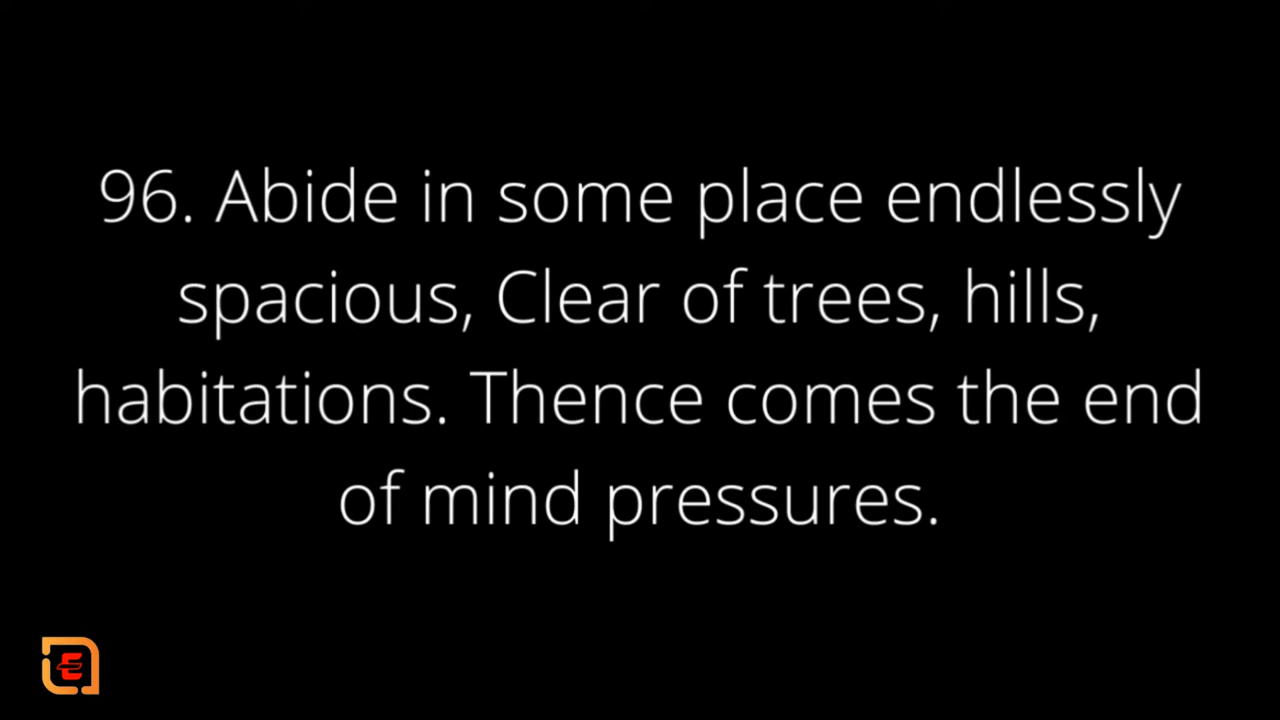 96. Abide in some place endlessly
spacious, Clear of trees, hills,
habitations. Thence comes the end
of mind pressures.
E